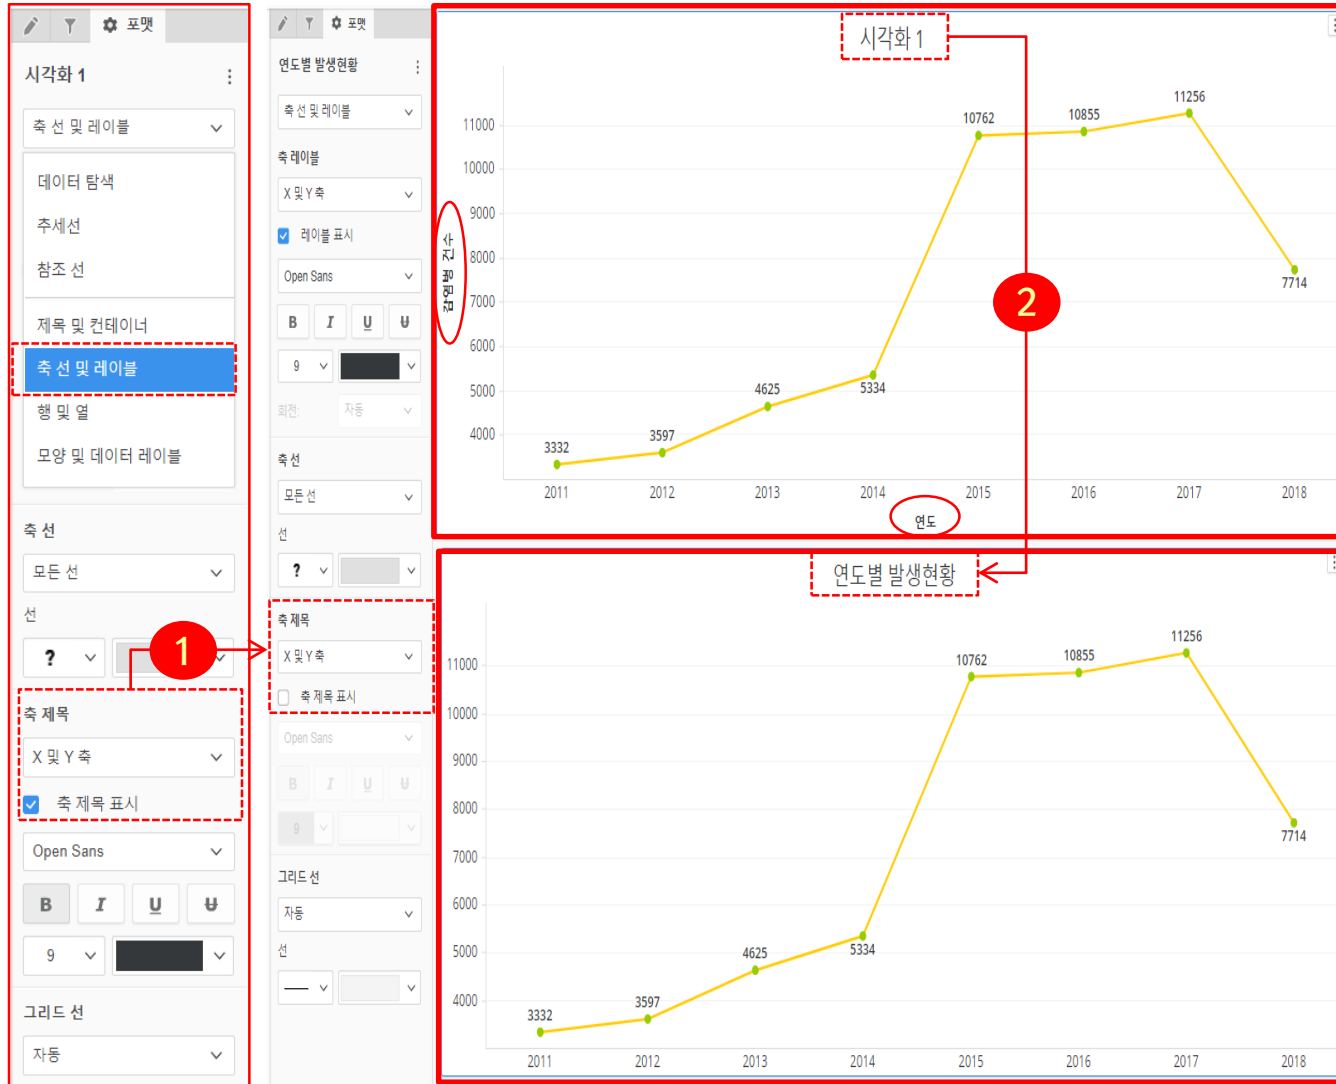 포맷
시각화 1
축 선 및 레이블
데이터 탐색
추세선
참조 선
제목 및 컨테이너
축 선 및 레이블
행 및 열
모양 및 데이터 레이블
축 선
모든 선
선
?
1
축 제목
X 및 Y 축
축 제목 표시
Open Sans
B I U U
9
그리드 선
자동
포맷
연도별 발생현황
축 선 및 레이블
축 레이블
X 및 Y 축
레이블 표시
Open Sans
B I U U
9
회전: 자동
축 선
모든 선
선
?
축 제목
X 및 Y 축
축 제목 표시
Open Sans
B I U U
9
그리드 선
자동
선
시각화 1
11000
10000
9000
8000
7000
6000
5000
4000
감염병 건수
3332
3597
4625
5334
10762
10855
11256
7714
2
2011 2012 2013 2014 2015 2016 2017 2018
연도
연도별 발생현황
11000
10000
9000
8000
7000
6000
5000
4000
3332
3597
4625
5334
10762
10855
11256
7714
2011 2012 2013 2014 2015 2016 2017 2018